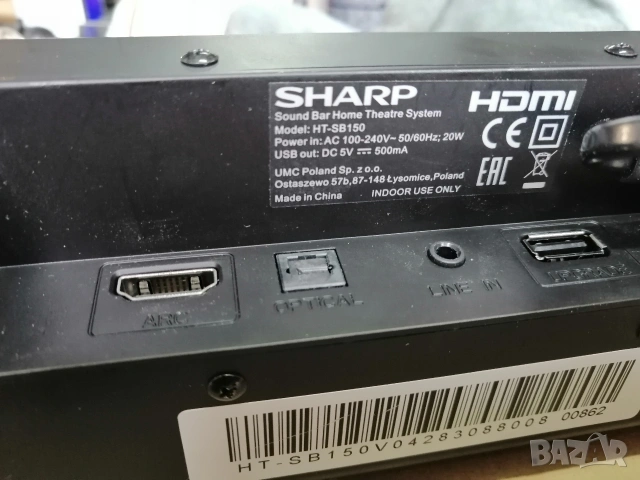 SHARP
HDMI
Sound Bar Home Theatre System
Model: HT-SB150
Power in: AC 100-240V~ 50/60Hz; 20W
USB out: DC 5V ⎓ 500mA
CE
UMC Poland Sp. z o.o.
Ostaszewo 57b,87-148 Łysomice,Poland
Made in China INDOOR USE ONLY
EAC
ARC
OPTICAL
LINE IN
HT-SB150V04283088008 00862
BAZAR